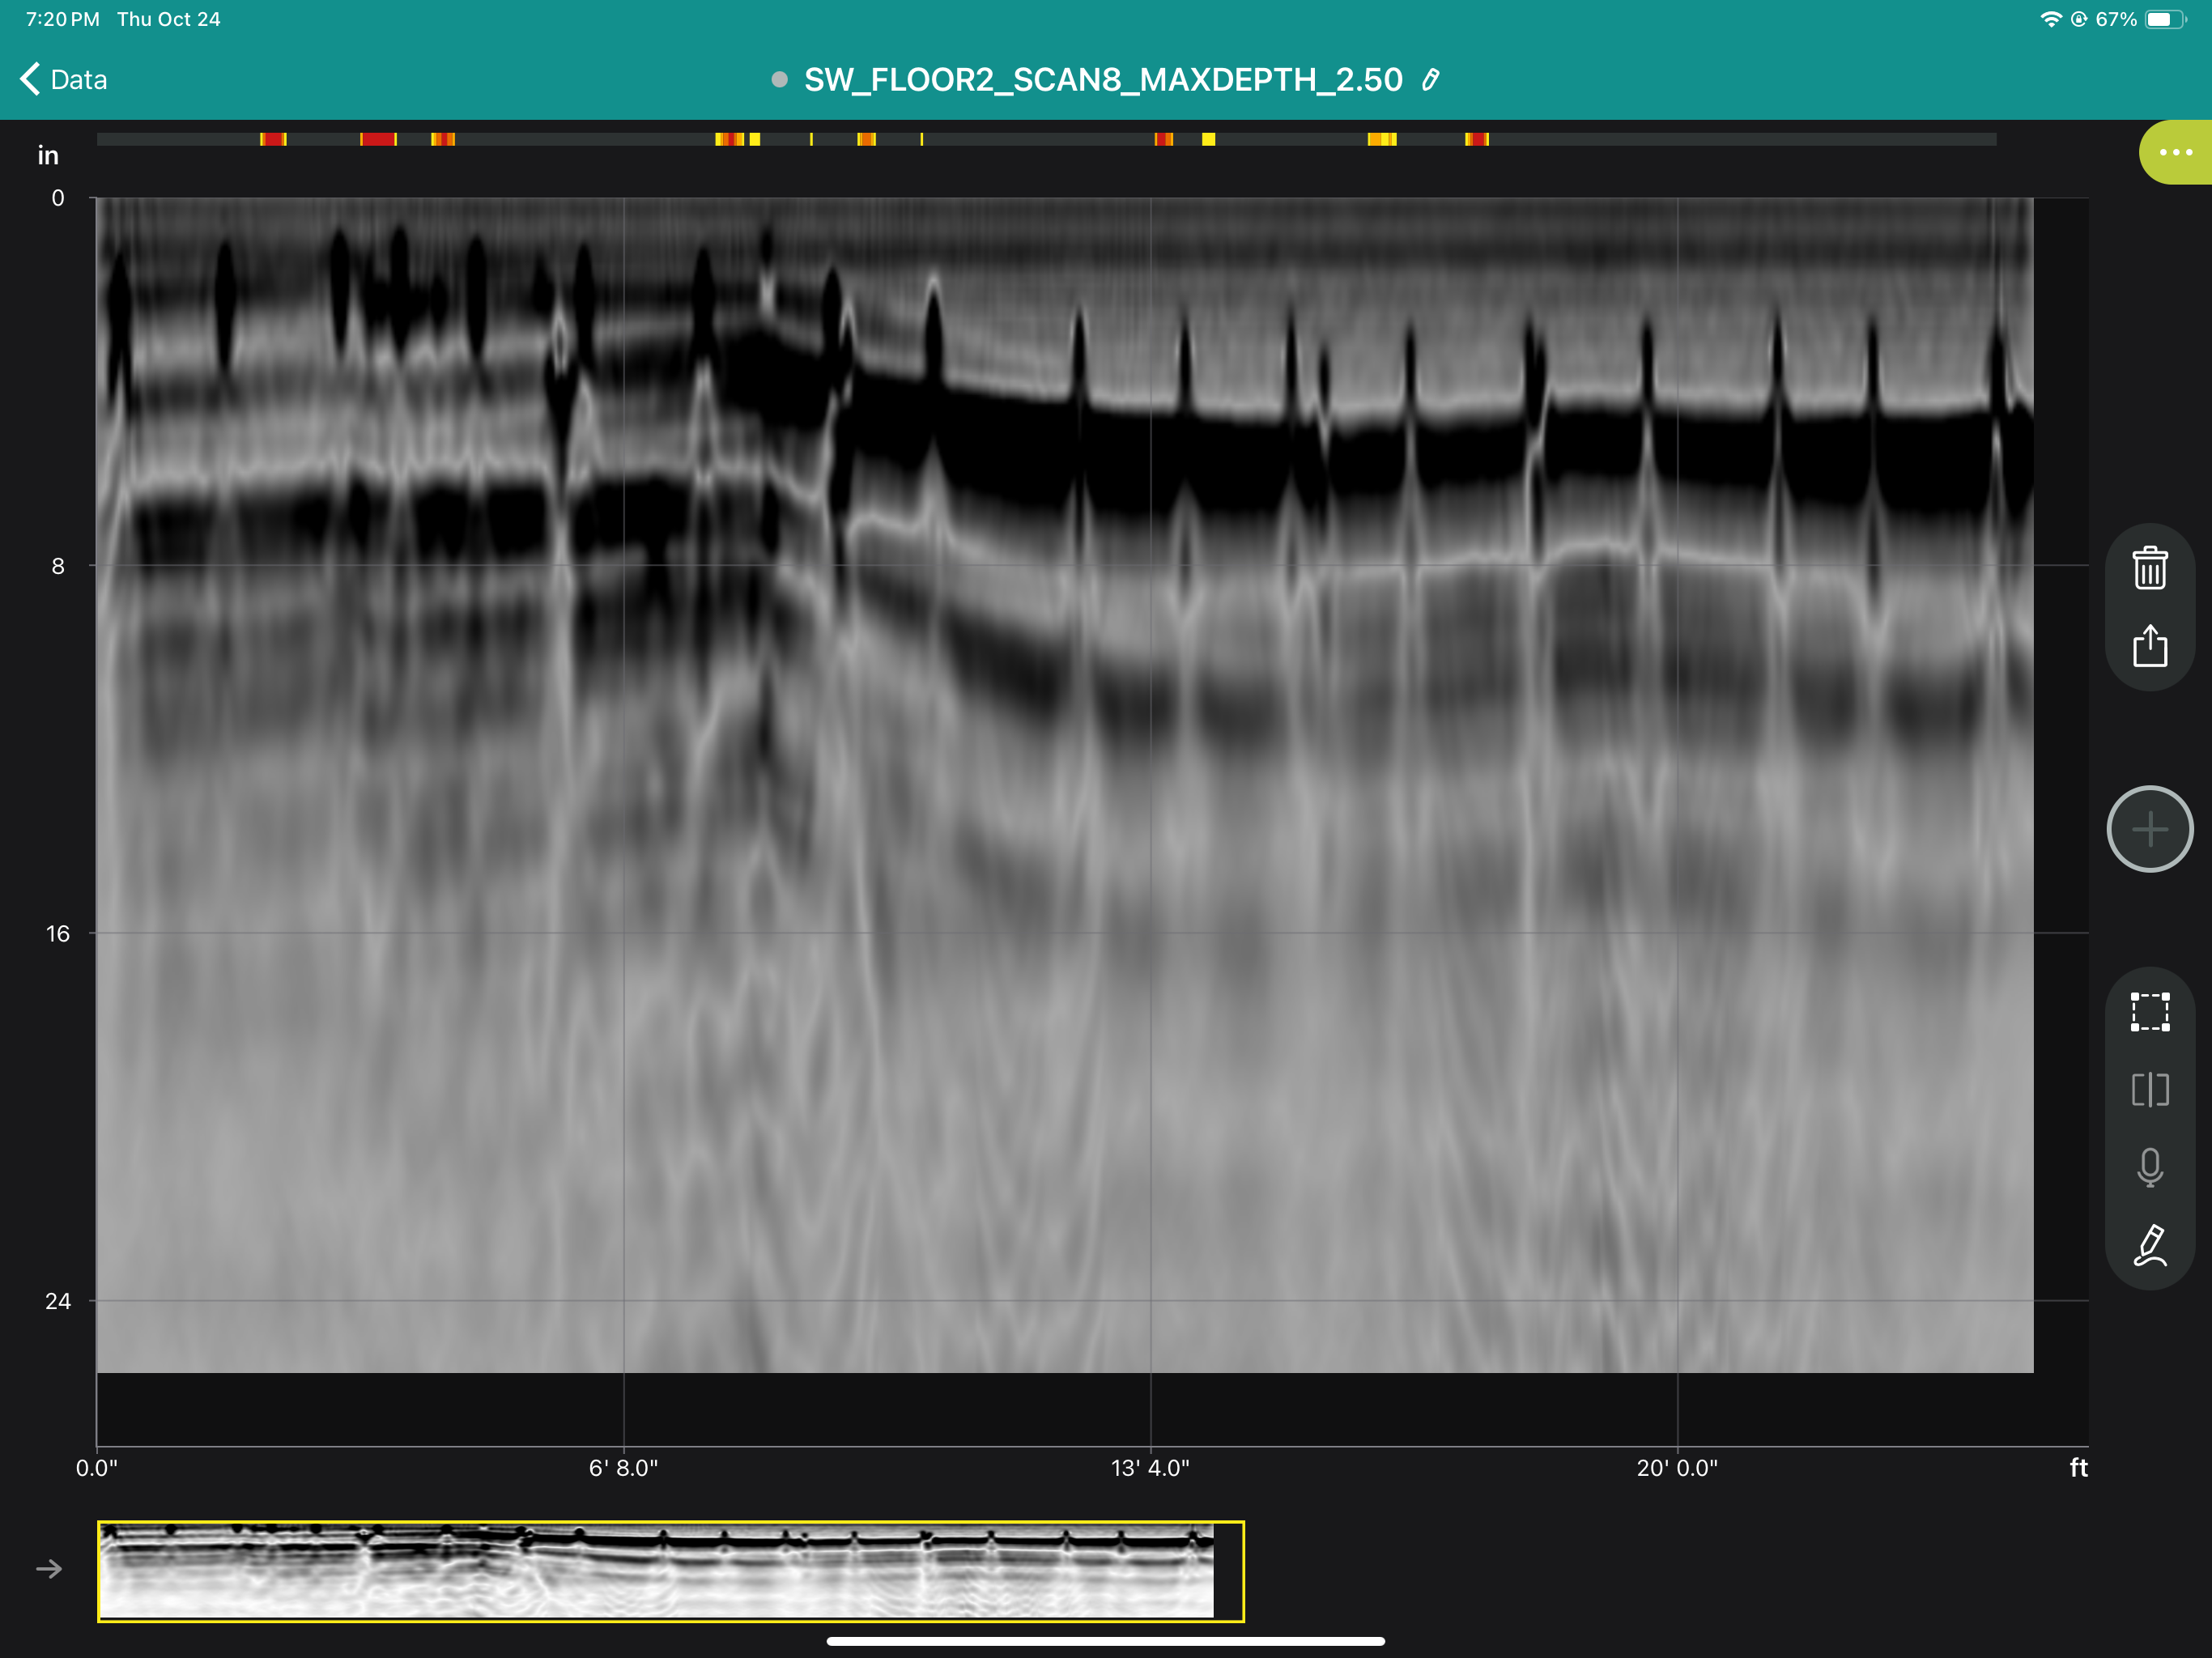 7:20 PM Thu Oct 24
67%
Data
SW_FLOOR2_SCAN8_MAXDEPTH_2.50
in
0
8
16
24
0.0" 6' 8.0" 13' 4.0" 20' 0.0" ft